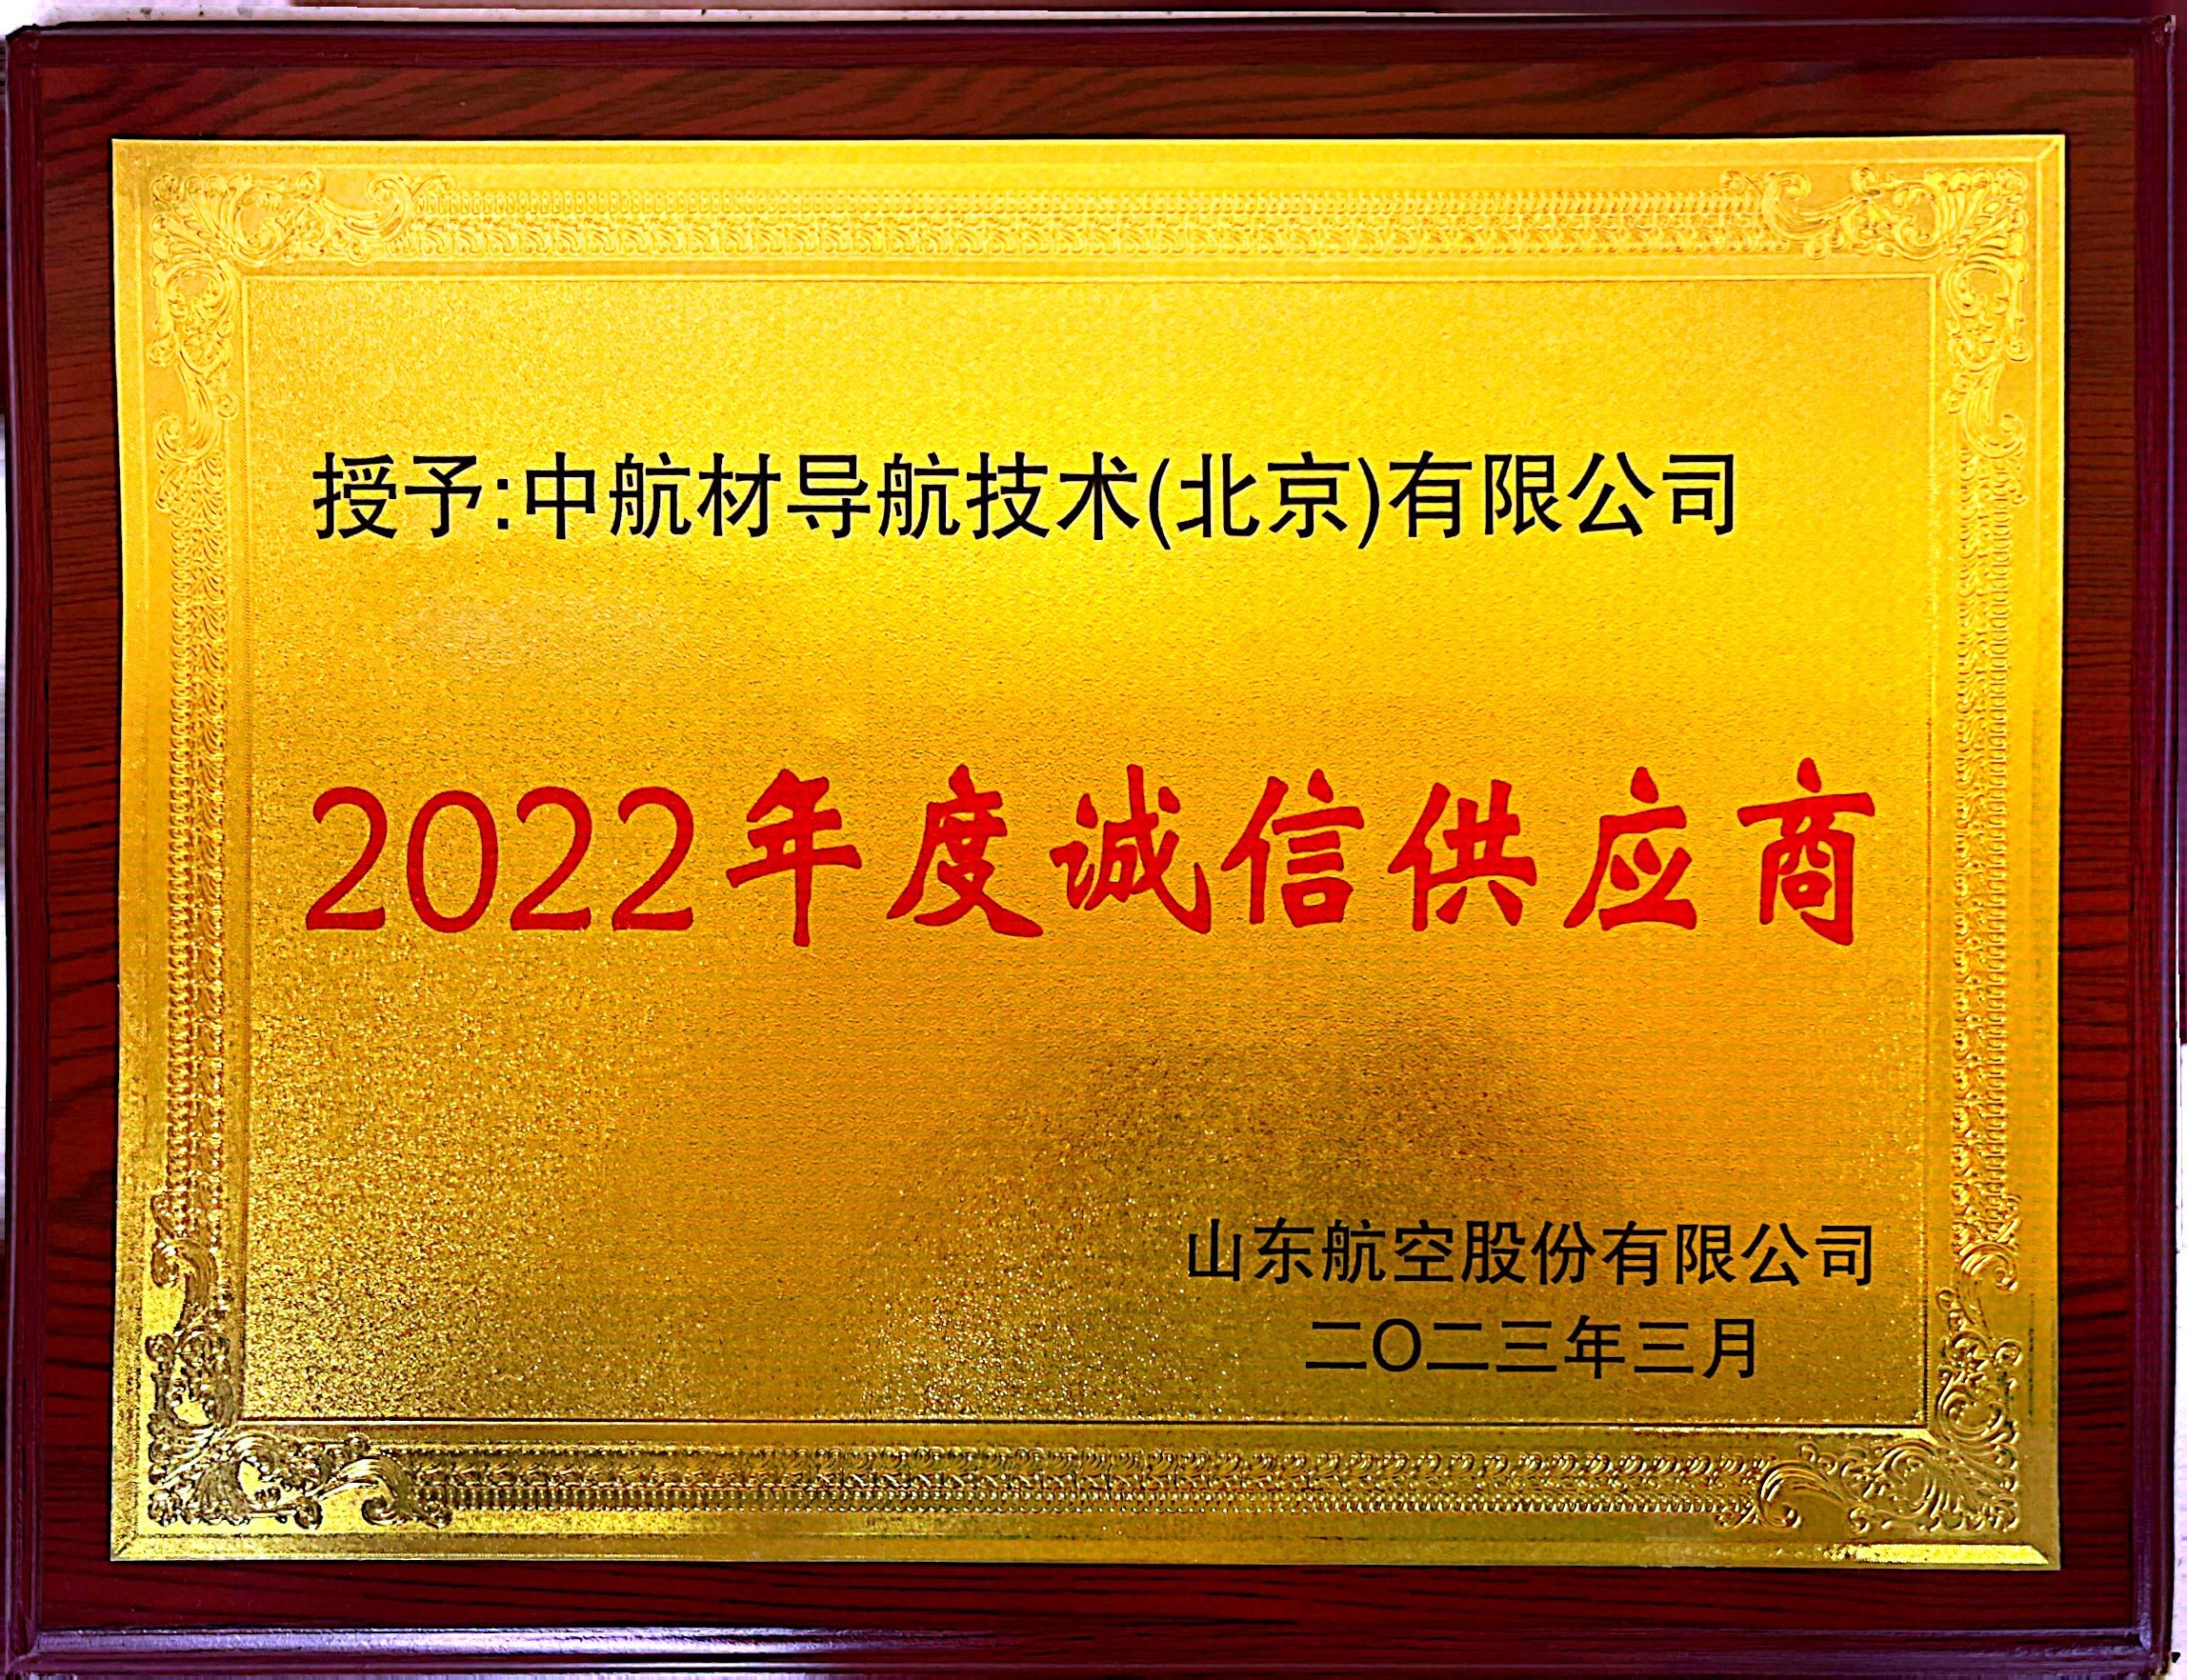 授予:中航材导航技术(北京)有限公司
2022年度诚信供应商
山东航空股份有限公司
二〇二三年三月